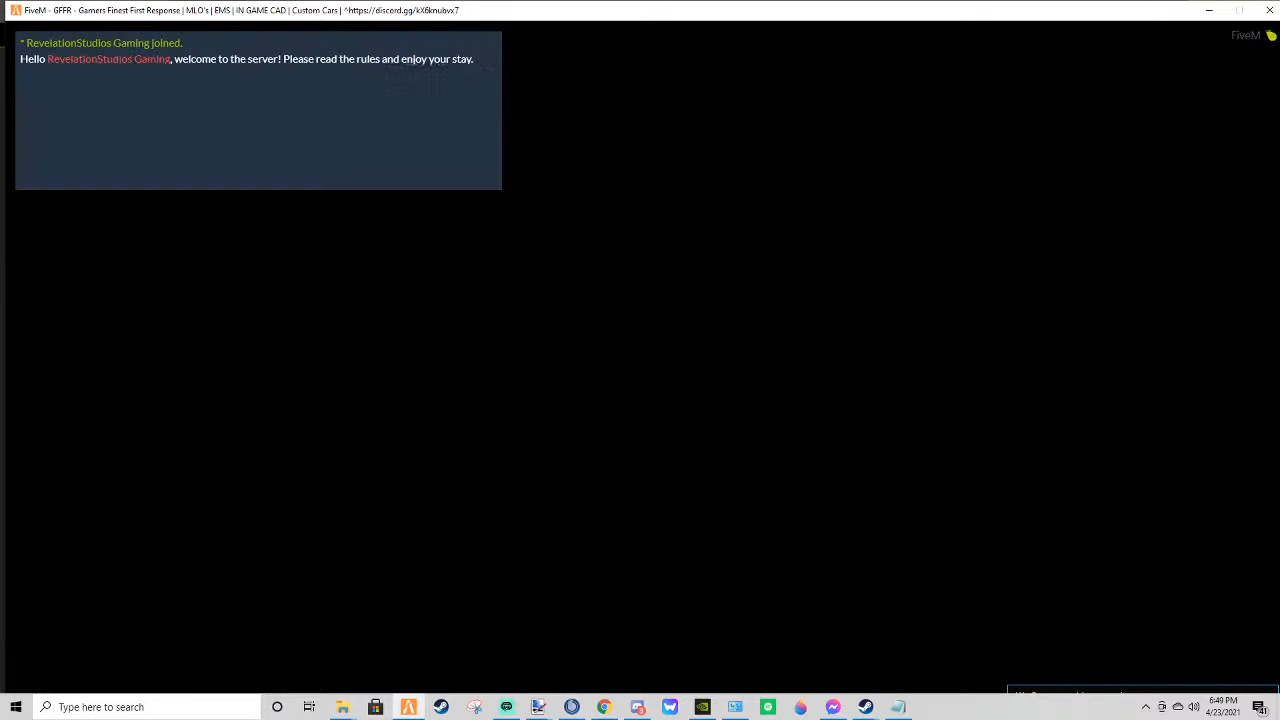 FiveM - GFFR - Gamers Finest First Response | MLO's | EMS | IN GAME CAD | Custom Cars | ^https://discord.gg/kX6knubvx7
* RevelationStudios Gaming joined.
FiveM
Hello RevelationStudios Gaming, welcome to the server! Please read the rules and enjoy your stay.
Type here to search
6:49 PM
4/23/2021